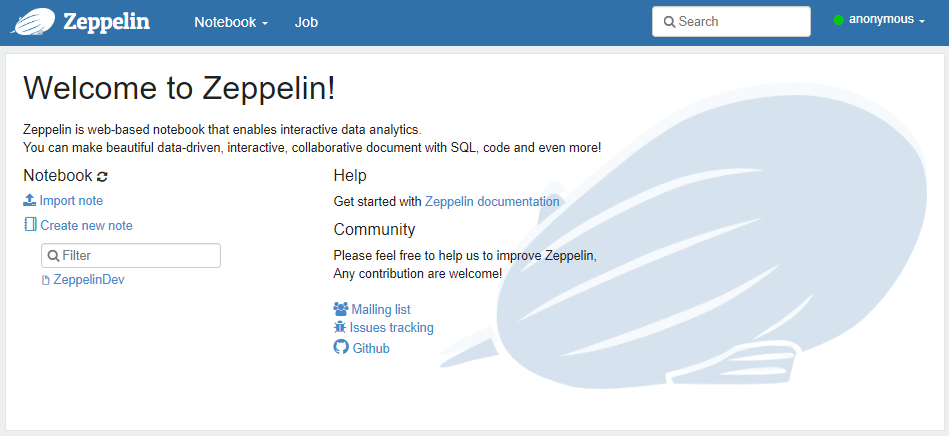 Zeppelin
Notebook
Job
Search
anonymous
Welcome to Zeppelin!
Zeppelin is web-based notebook that enables interactive data analytics.
You can make beautiful data-driven, interactive, collaborative document with SQL, code and even more!
Notebook
Import note
Create new note
Filter
ZeppelinDev
Help
Get started with Zeppelin documentation
Community
Please feel free to help us to improve Zeppelin,
Any contribution are welcome!
Mailing list
Issues tracking
Github